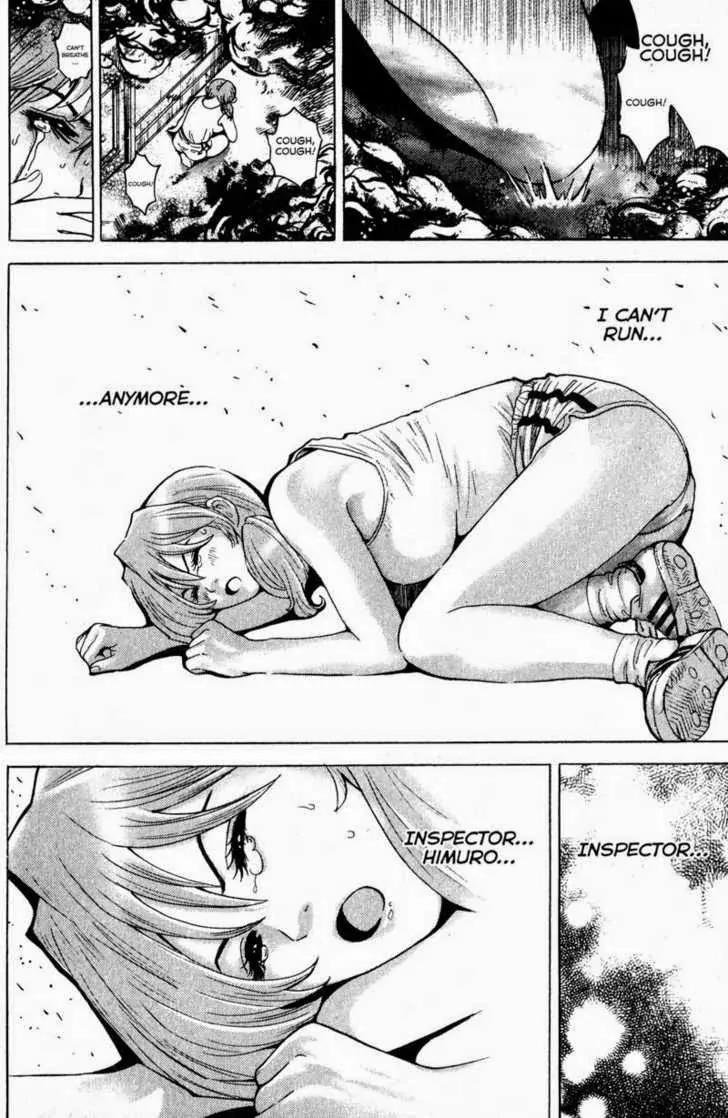 CAN'T
BREATHE
...
COUGH!
COUGH,
COUGH!
COUGH,
COUGH!
COUGH!
I CAN'T
RUN...
...ANYMORE...
INSPECTOR...
HIMURO...
INSPECTOR...